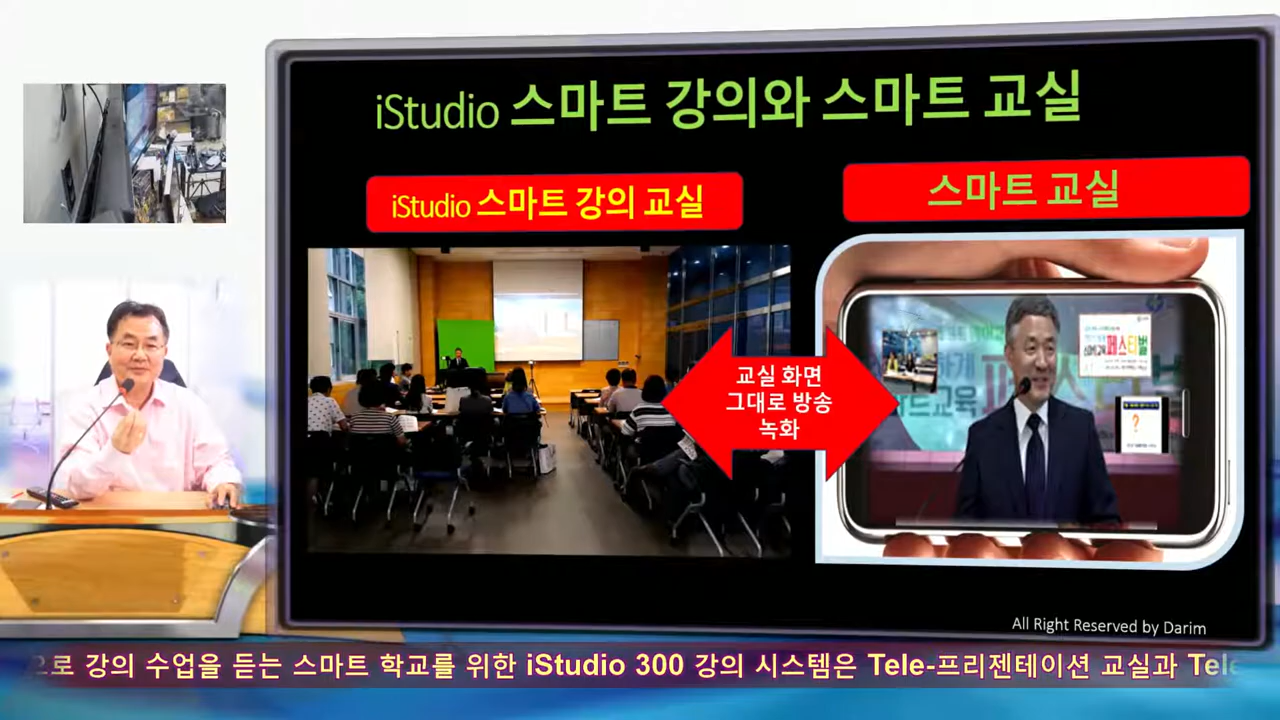 iStudio 스마트 강의와 스마트 교실
iStudio 스마트 강의 교실
스마트 교실
교실 화면
그대로 방송
녹화
페스티벌
?
All Right Reserved by Darim
으로 강의 수업을 듣는 스마트 학교를 위한 iStudio 300 강의 시스템은 Tele-프리젠테이션 교실과 Tele